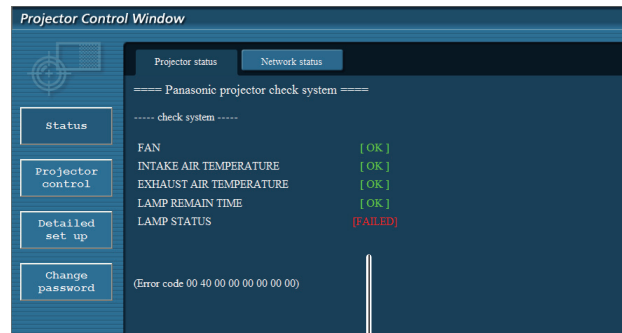 Projector Control Window
Projector status
Network status
==== Panasonic projector check system ====
----- check system -----
FAN [ OK ]
INTAKE AIR TEMPERATURE [ OK ]
EXHAUST AIR TEMPERATURE [ OK ]
LAMP REMAIN TIME [ OK ]
LAMP STATUS [FAILED]
(Error code 00 40 00 00 00 00 00 00)
Status
Projector
control
Detailed
set up
Change
password